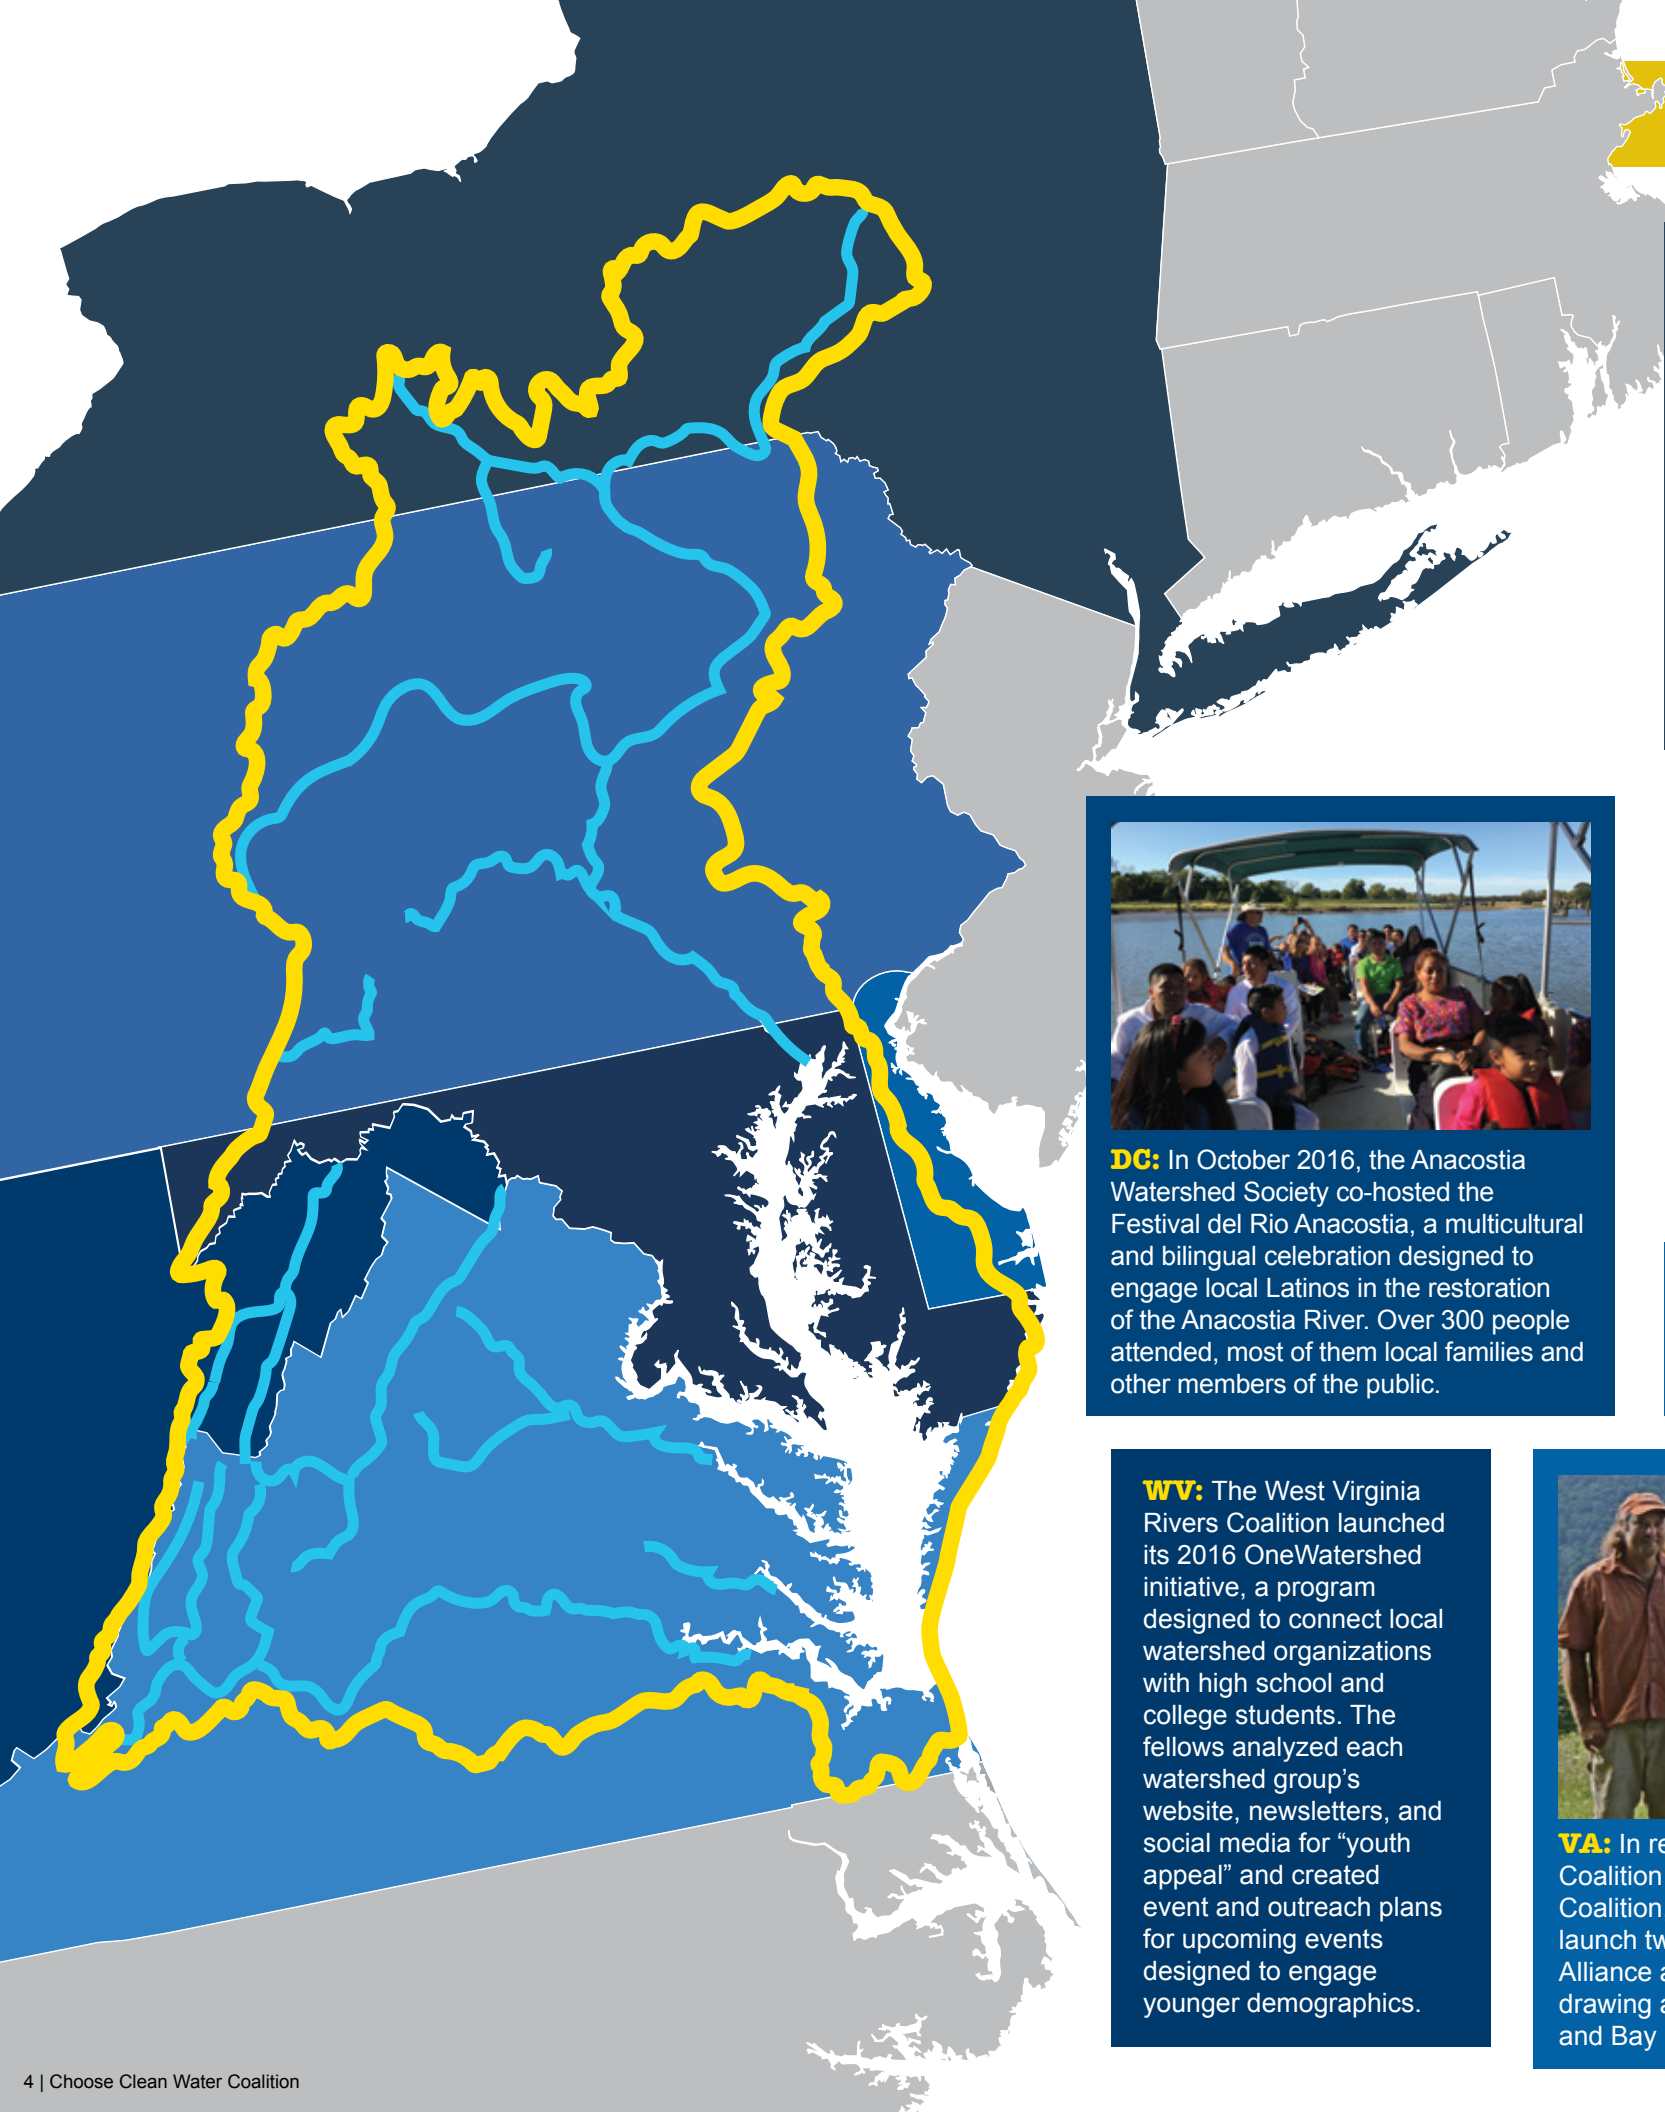 DC: In October 2016, the Anacostia
Watershed Society co-hosted the
Festival del Rio Anacostia, a multicultural
and bilingual celebration designed to
engage local Latinos in the restoration
of the Anacostia River. Over 300 people
attended, most of them local families and
other members of the public.
WV: The West Virginia
Rivers Coalition launched
its 2016 OneWatershed
initiative, a program
designed to connect local
watershed organizations
with high school and
college students. The
fellows analyzed each
watershed group’s
website, newsletters, and
social media for “youth
appeal” and created
event and outreach plans
for upcoming events
designed to engage
younger demographics.
VA: In
Coalition
Coalition
launch
Alliance
drawing
and Bay
4 | Choose Clean Water Coalition